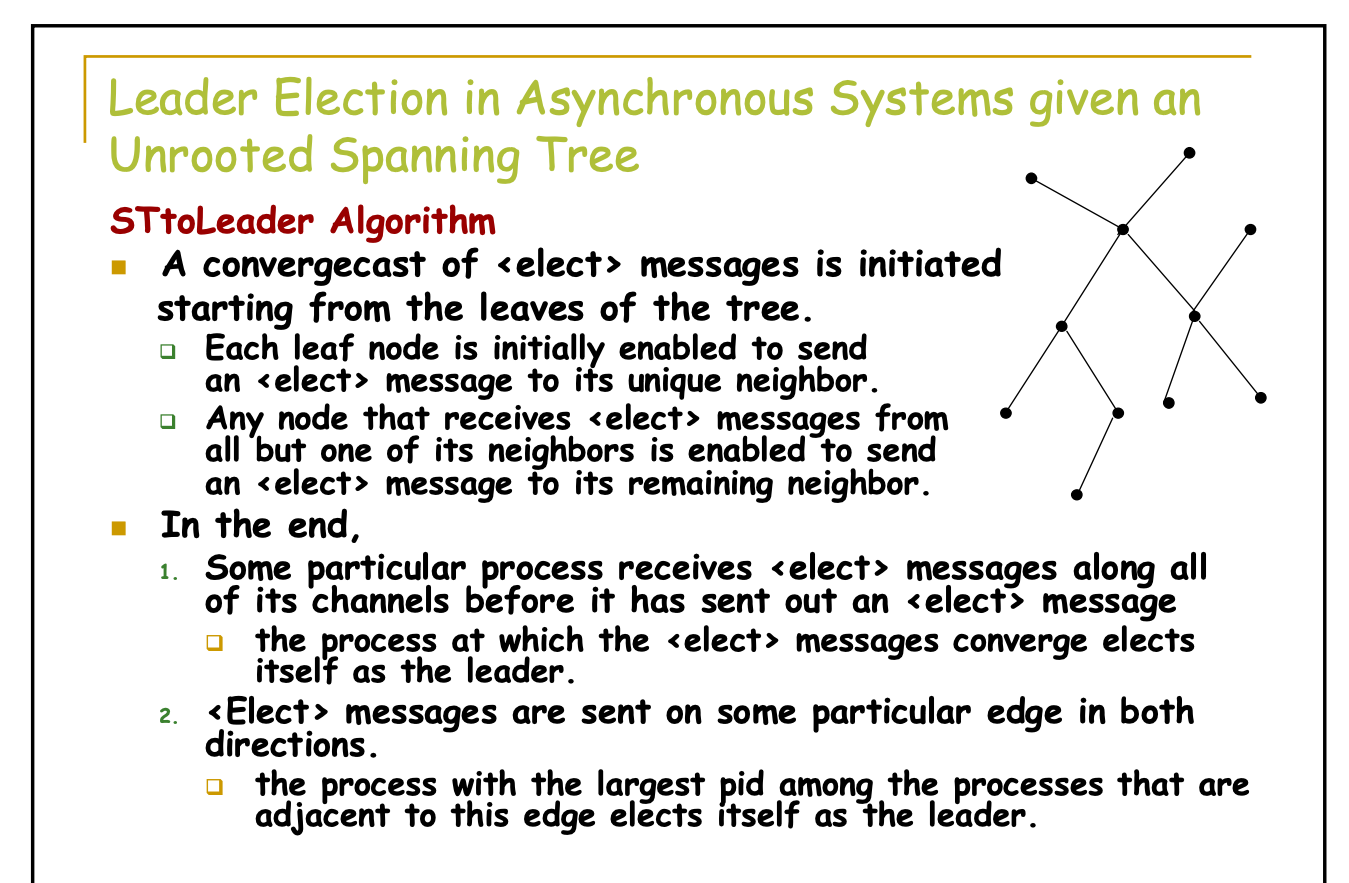 Leader Election in Asynchronous Systems given an
Unrooted Spanning Tree
STtoLeader Algorithm
A convergecast of <elect> messages is initiated
starting from the leaves of the tree.
Each leaf node is initially enabled to send
an <elect> message to its unique neighbor.
Any node that receives <elect> messages from
all but one of its neighbors is enabled to send
an <elect> message to its remaining neighbor.
In the end,
1. Some particular process receives <elect> messages along all
of its channels before it has sent out an <elect> message
the process at which the <elect> messages converge elects
itself as the leader.
2. <Elect> messages are sent on some particular edge in both
directions.
the process with the largest pid among the processes that are
adjacent to this edge elects itself as the leader.